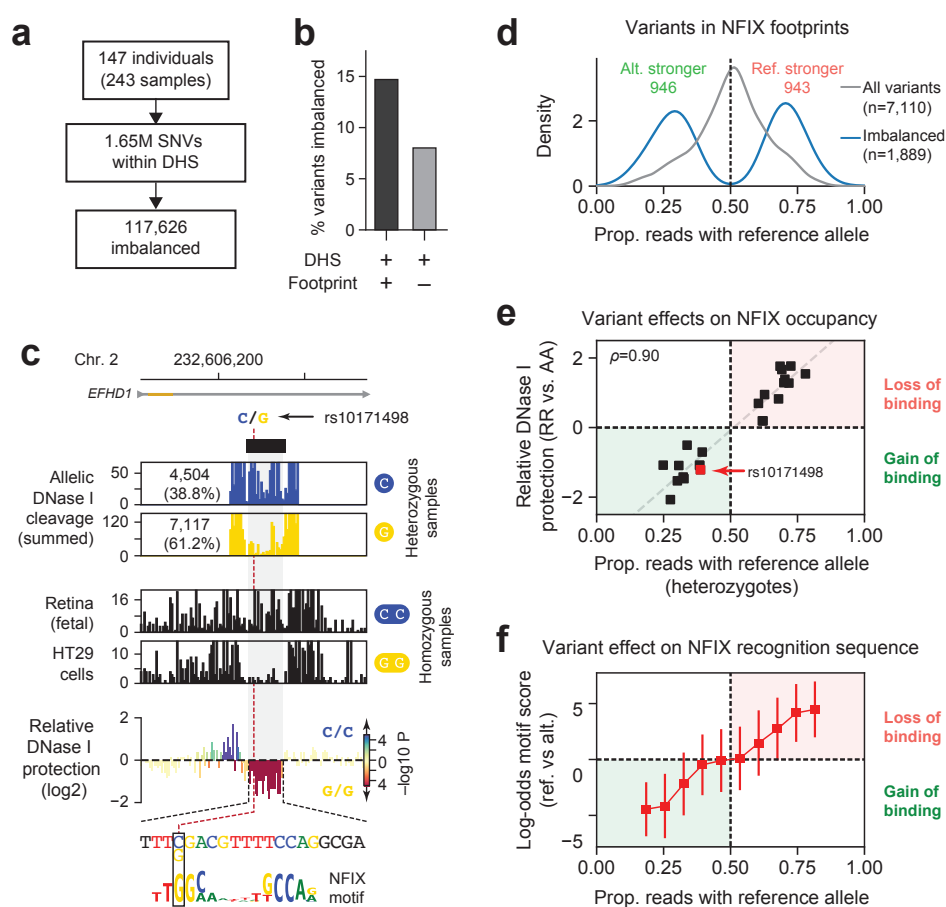 a
147 individuals
(243 samples)
1.65M SNVs
within DHS
117,626
imbalanced
b
% variants imbalanced
15
10
5
0
DHS + +
Footprint + −
c
Chr. 2 232,606,200
EFHD1
C/G rs10171498
Allelic
DNase I
cleavage
(summed)
50
0
4,504
(38.8%)
C
120
0
7,117
(61.2%)
G
Heterozygous
samples
Retina
(fetal)
16
0
C C
HT29
cells
10
0
G G
Homozygous
samples
Relative
DNase I
protection
(log2)
2
0
−2
C/C
G/G
4
4
−log10 P
TTTCGACGTTTTCCAGGCGA
G
TTGGCAA TGCCAG
NFIX
motif
d
Variants in NFIX footprints
Alt. stronger
946
Ref. stronger
943
All variants
(n=7,110)
Imbalanced
(n=1,889)
Density
2
0
0.00 0.25 0.50 0.75 1.00
Prop. reads with reference allele
e
Variant effects on NFIX occupancy
ρ=0.90
Relative DNase I
protection (RR vs. AA)
2
0
−2
rs10171498
Loss of
binding
Gain of
binding
0.00 0.25 0.50 0.75 1.00
Prop. reads with reference allele
(heterozygotes)
f
Variant effect on NFIX recognition sequence
Log-odds motif score
(ref. vs alt.)
5
0
−5
Loss of
binding
Gain of
binding
0.00 0.25 0.50 0.75 1.00
Prop. reads with reference allele